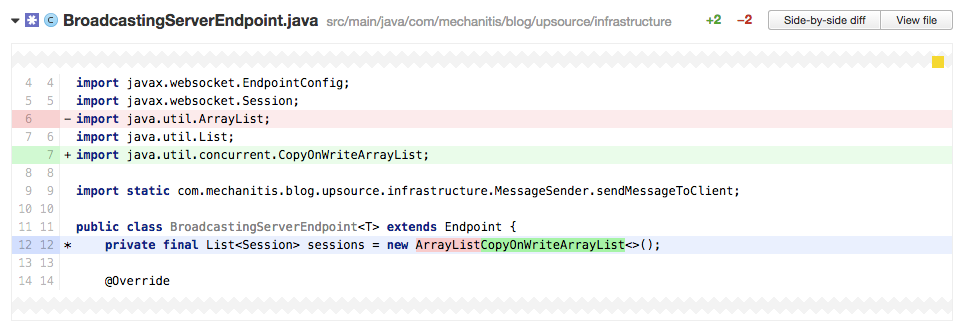 BroadcastingServerEndpoint.java src/main/java/com/mechanitis/blog/upsource/infrastructure +2 −2 Side-by-side diff View file
4 4 import javax.websocket.EndpointConfig;
5 5 import javax.websocket.Session;
6 − import java.util.ArrayList;
7 6 import java.util.List;
7 + import java.util.concurrent.CopyOnWriteArrayList;
8 8
9 9 import static com.mechanitis.blog.upsource.infrastructure.MessageSender.sendMessageToClient;
10 10
11 11 public class BroadcastingServerEndpoint<T> extends Endpoint {
12 12 * private final List<Session> sessions = new ArrayListCopyOnWriteArrayList<>();
13 13
14 14 @Override